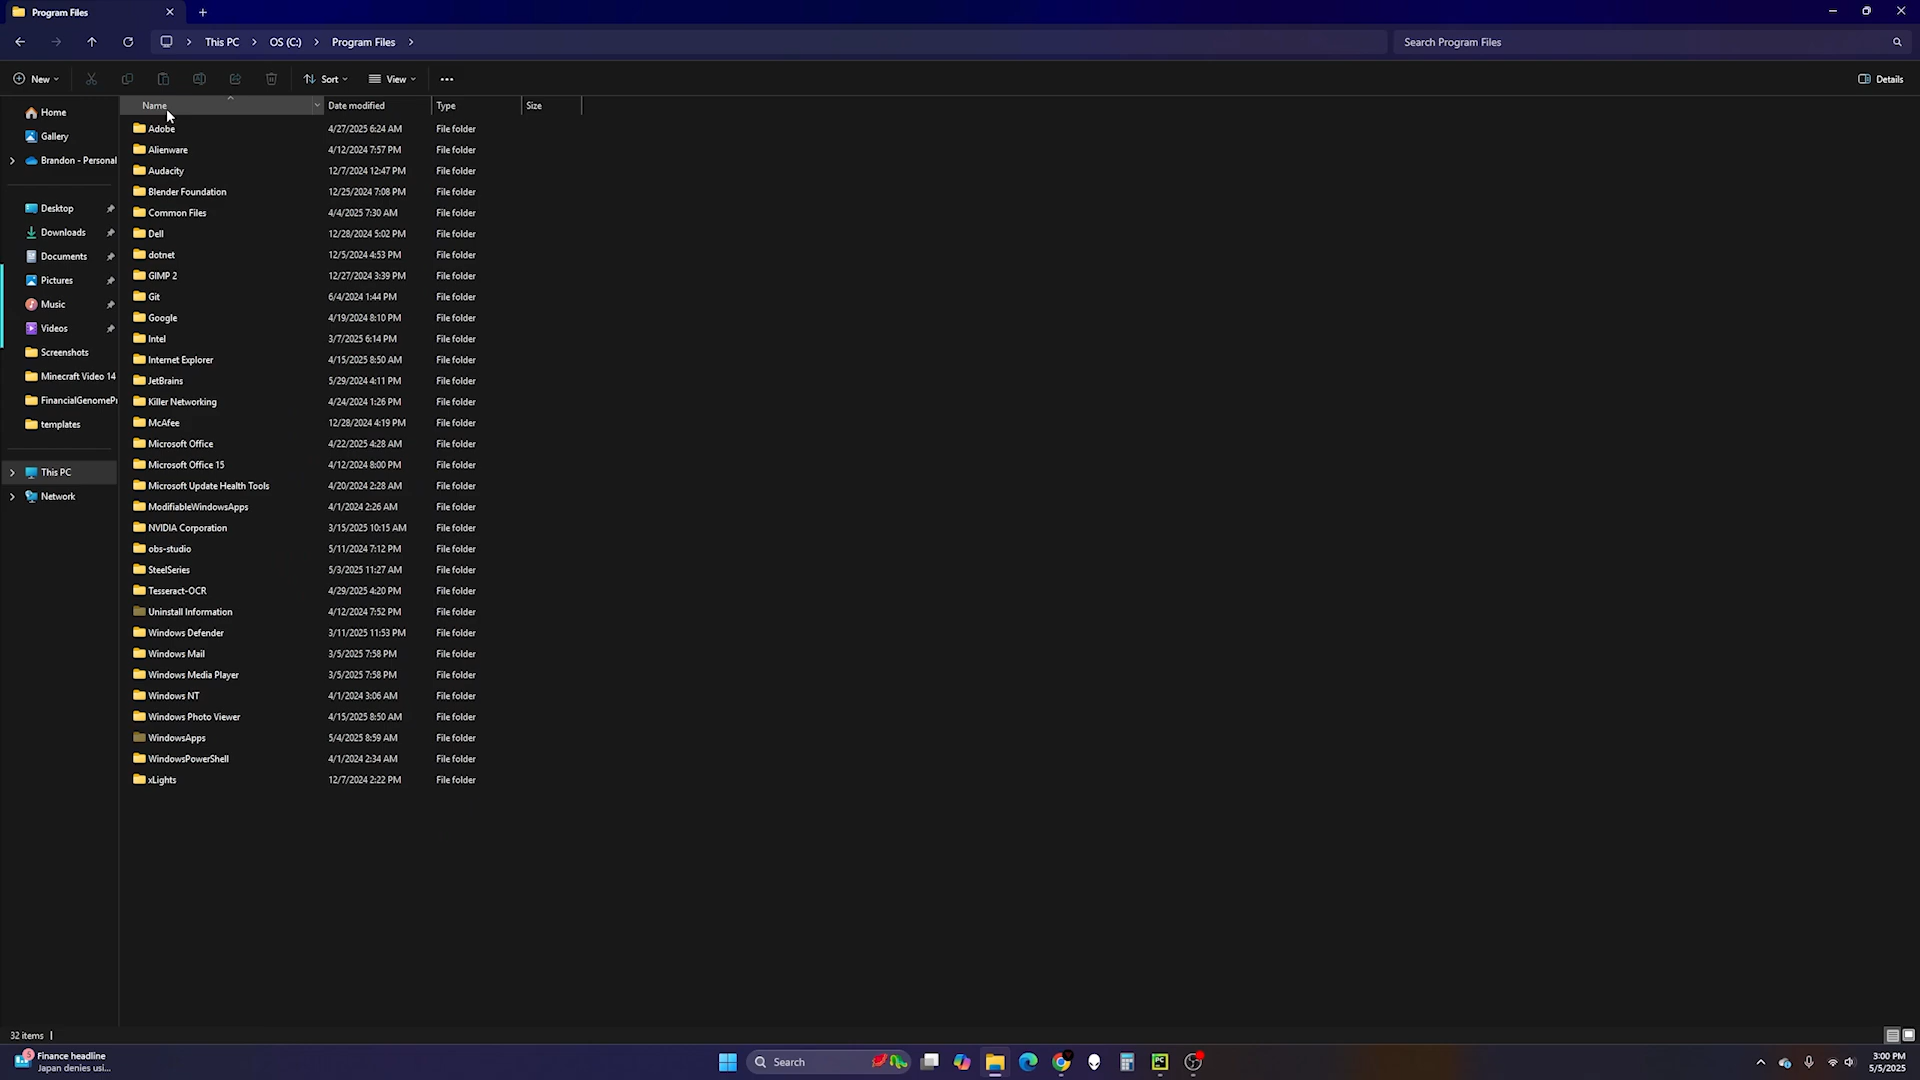 Program Files
This PC > OS (C:) > Program Files >
Search Program Files
New
Sort
View
Details
Name
Date modified
Type
Size
Home
Gallery
Brandon - Personal
Desktop
Downloads
Documents
Pictures
Music
Videos
Screenshots
Minecraft Video 14
FinancialGenomePr
templates
This PC
Network
Adobe 4/27/2025 6:24 AM File folder
Alienware 4/12/2024 7:57 PM File folder
Audacity 12/7/2024 12:47 PM File folder
Blender Foundation 12/25/2024 7:08 PM File folder
Common Files 4/4/2025 7:30 AM File folder
Dell 12/28/2024 5:02 PM File folder
dotnet 12/5/2024 4:53 PM File folder
GIMP 2 12/27/2024 3:39 PM File folder
Git 6/4/2024 1:44 PM File folder
Google 4/19/2024 8:10 PM File folder
Intel 3/7/2025 6:14 PM File folder
Internet Explorer 4/15/2025 8:50 AM File folder
JetBrains 5/29/2024 4:11 PM File folder
Killer Networking 4/24/2024 1:26 PM File folder
McAfee 12/28/2024 4:19 PM File folder
Microsoft Office 4/22/2025 4:28 AM File folder
Microsoft Office 15 4/12/2024 8:00 PM File folder
Microsoft Update Health Tools 4/20/2024 2:28 AM File folder
ModifiableWindowsApps 4/1/2024 2:26 AM File folder
NVIDIA Corporation 3/15/2025 10:15 AM File folder
obs-studio 5/11/2024 7:12 PM File folder
SteelSeries 5/3/2025 11:27 AM File folder
Tesseract-OCR 4/29/2025 4:20 PM File folder
Uninstall Information 4/12/2024 7:52 PM File folder
Windows Defender 3/11/2025 11:53 PM File folder
Windows Mail 3/5/2025 7:58 PM File folder
Windows Media Player 3/5/2025 7:58 PM File folder
Windows NT 4/1/2024 3:06 AM File folder
Windows Photo Viewer 4/15/2025 8:50 AM File folder
WindowsApps 5/4/2025 8:59 AM File folder
WindowsPowerShell 4/1/2024 2:34 AM File folder
xLights 12/7/2024 2:22 PM File folder
32 items
Finance headline
Japan denies usi...
Search
3:00 PM
5/5/2025